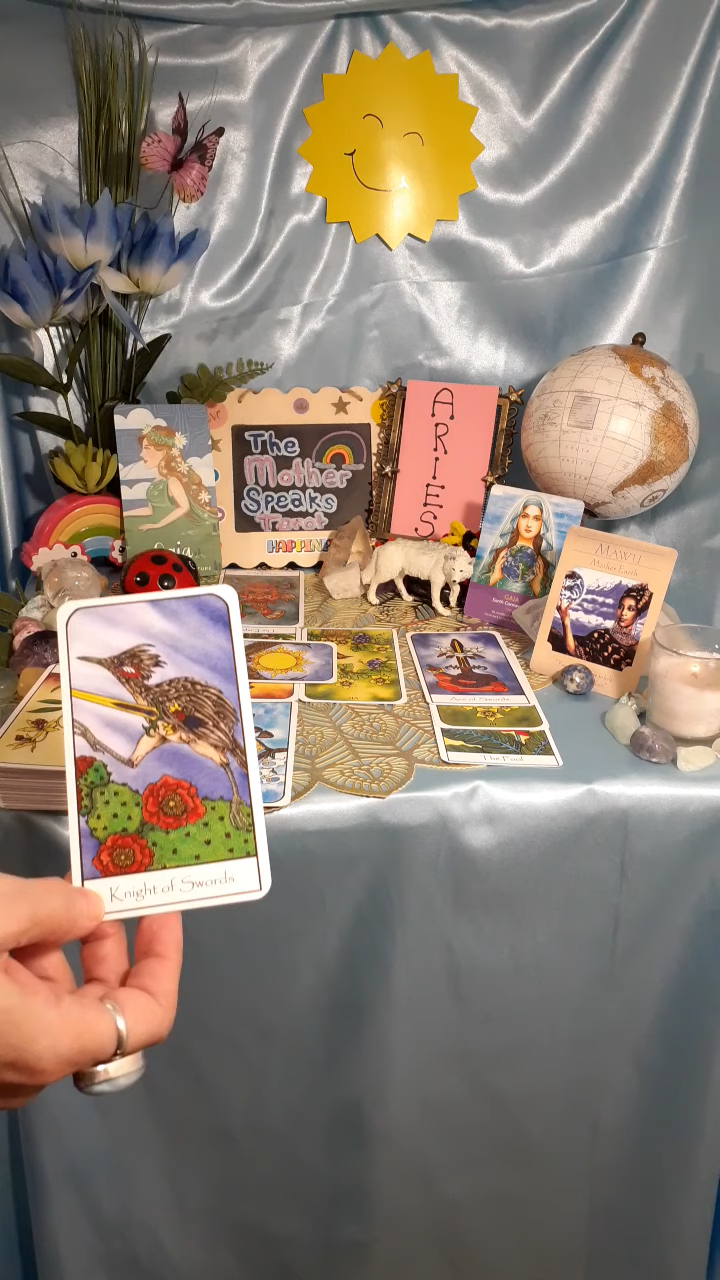 The
Mother
Speaks
Tarot
HAPPINE
ARIES
GAIA
MAWU
Mother Earth
Ace of Swords
The Fool
Knight of Swords